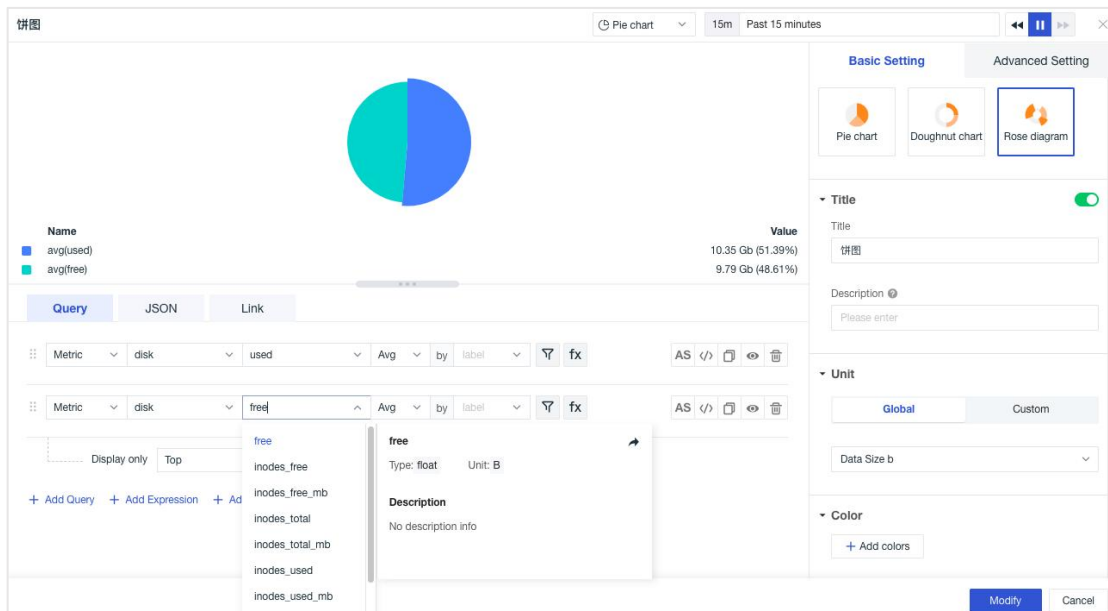 饼图
Pie chart
15m Past 15 minutes
Basic Setting Advanced Setting
Pie chart Doughnut chart Rose diagram
Name Value
avg(used) 10.35 Gb (51.39%)
avg(free) 9.79 Gb (48.61%)
Title
Title
饼图
Description
Please enter
Query JSON Link
Metric disk used Avg by label fx AS </>
Metric disk free Avg by label fx AS </>
Display only Top
+ Add Query + Add Expression + Ad
free
inodes_free
inodes_free_mb
inodes_total
inodes_total_mb
inodes_used
inodes_used_mb
free
Type: float Unit: B
Description
No description info
Unit
Global Custom
Data Size b
Color
+ Add colors
Modify Cancel